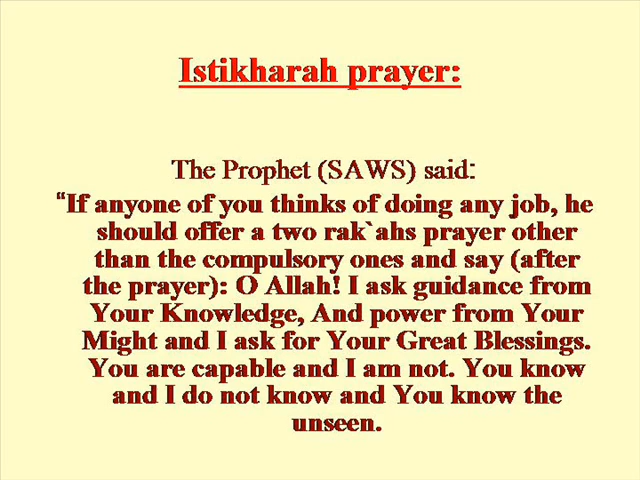 Istikharah prayer:
The Prophet (SAWS) said:
“If anyone of you thinks of doing any job, he
should offer a two rak`ahs prayer other
than the compulsory ones and say (after
the prayer): O Allah! I ask guidance from
Your Knowledge, And power from Your
Might and I ask for Your Great Blessings.
You are capable and I am not. You know
and I do not know and You know the
unseen.